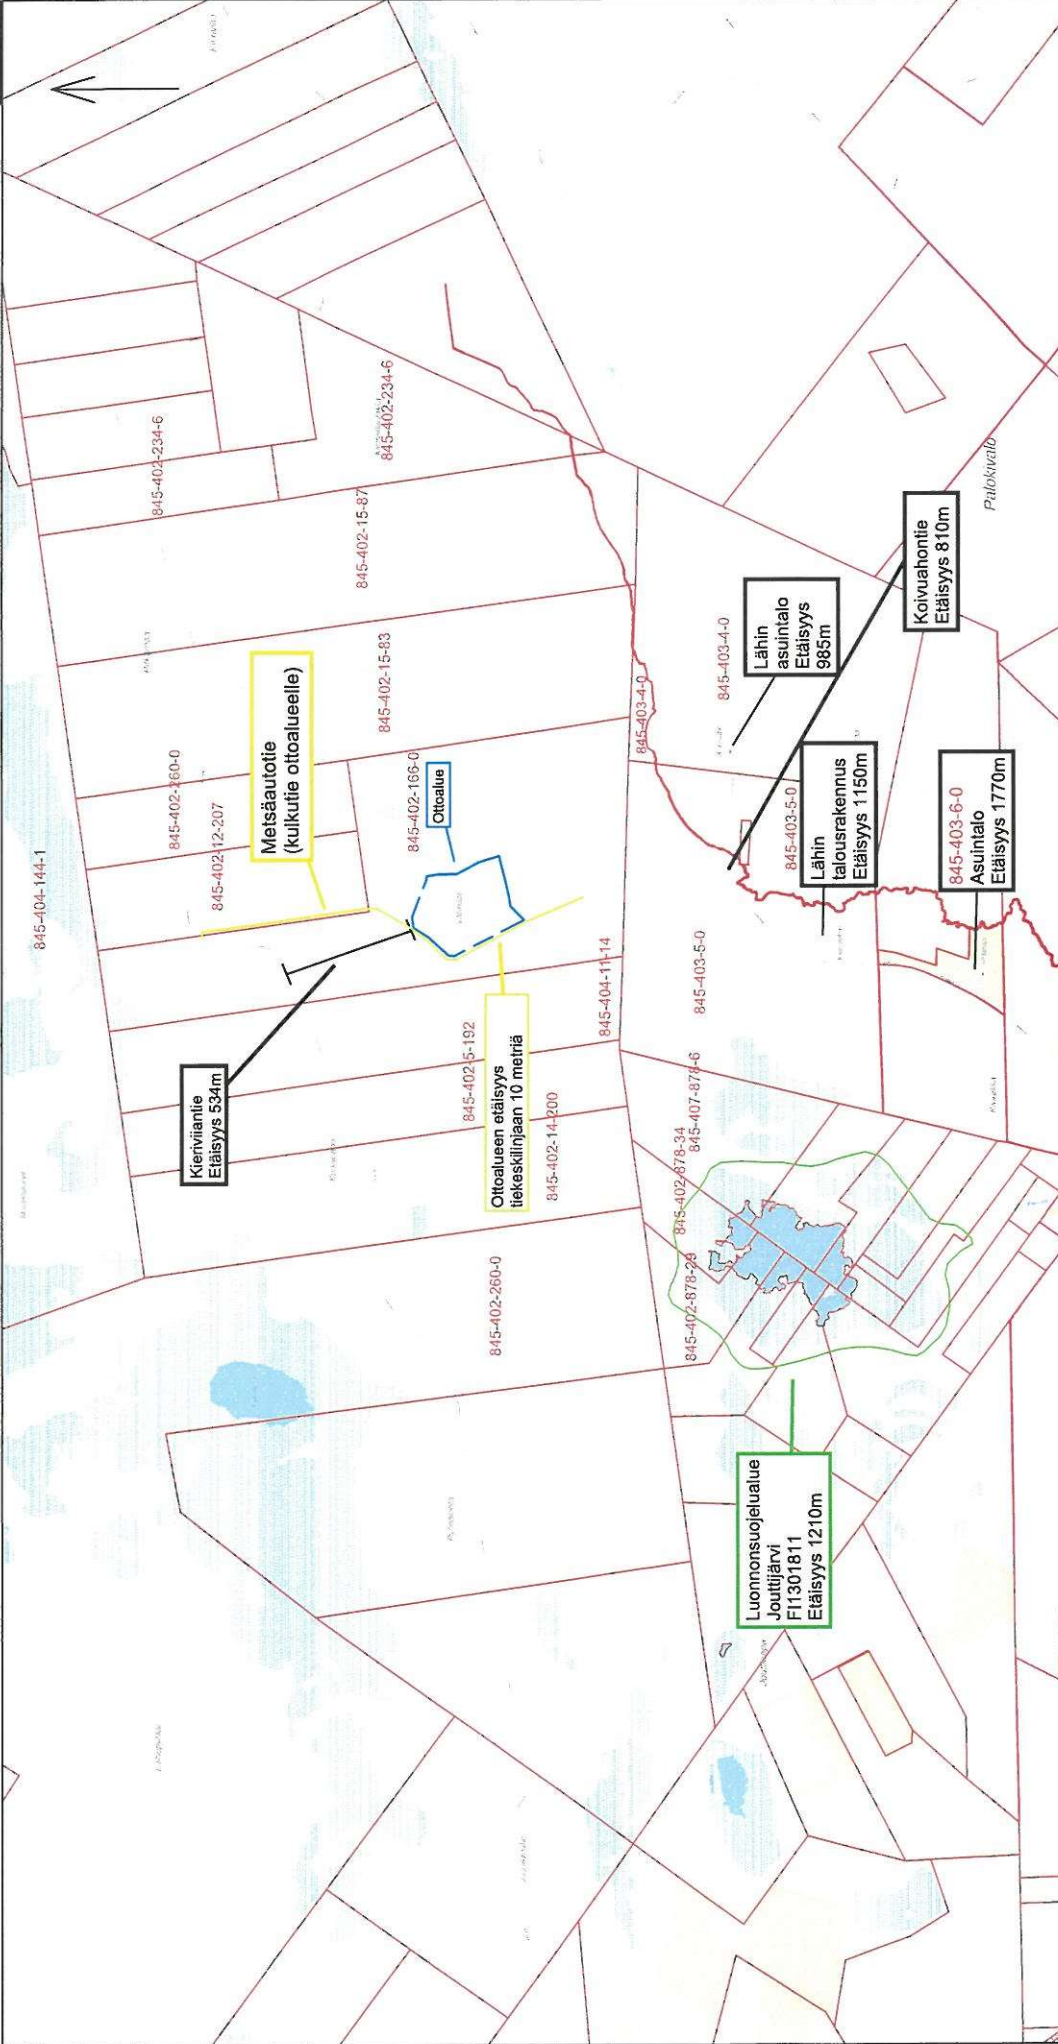 845-404-144-1
845-402-234-6
845-402-234-6
845-402-15-87
845-402-15-83
845-402-260-0
845-402-12-207
Metsäautotie
(kulkutie ottoalueelle)
845-402-166-0
Ottoalue
Kieriviiantie
Etäisyys 534m
Ottoalueen etäisyys
tiekeskilinjaan 10 metriä
845-402-5-192
845-402-14-200
845-404-11-14
845-402-260-0
845-403-4-0
845-403-4-0
Lähin
asuintalo
Etäisyys
985m
Koivuahontie
Etäisyys 810m
Palokivalo
845-403-5-0
Lähin
talousrakennus
Etäisyys 1150m
845-403-6-0
Asuintalo
Etäisyys 1770m
845-403-5-0
845-407-878-6
845-402-878-34
845-402-878-29
Luonnonsuojelualue
Jouttijärvi
FI1301811
Etäisyys 1210m